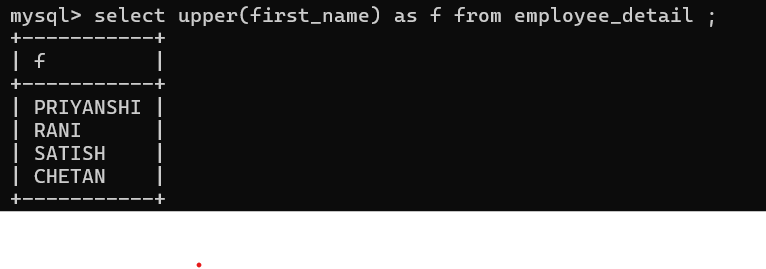 mysql> select upper(first_name) as f from employee_detail ;
+-----------+
| f         |
+-----------+
| PRIYANSHI |
| RANI      |
| SATISH    |
| CHETAN    |
+-----------+